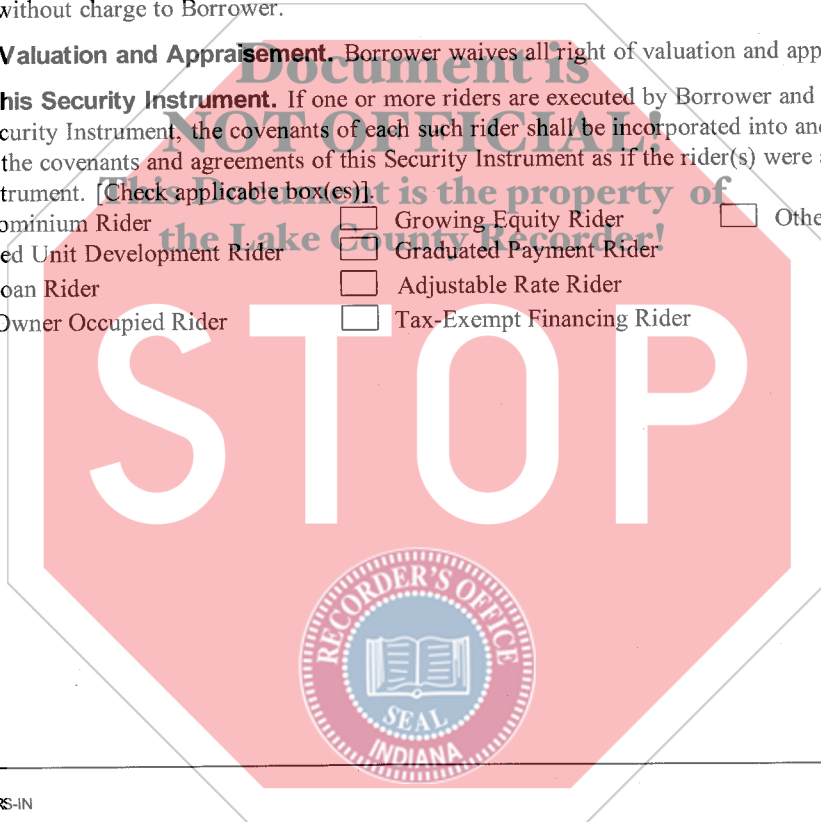 without charge to Borrower.
Valuation and Appraisement. Borrower waives all right of valuation and app
his Security Instrument. If one or more riders are executed by Borrower and
curity Instrument, the covenants of each such rider shall be incorporated into an
the covenants and agreements of this Security Instrument as if the rider(s) were
trument. [Check applicable box(es)].
ominium Rider Growing Equity Rider Othe
ed Unit Development Rider Graduated Payment Rider
oan Rider Adjustable Rate Rider
Owner Occupied Rider Tax-Exempt Financing Rider
Document is
NOT OFFICIAL!
This Document is the property of
the Lake County Recorder!
STOP
RECORDER'S OFFICE
SEAL
INDIANA
RS-IN